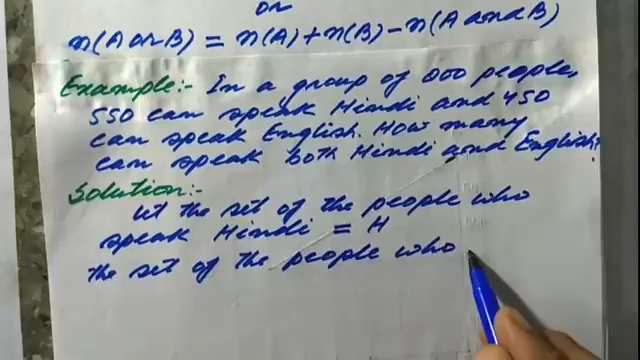 or
n(A or B) = n(A) + n(B) - n(A and B)
Example:- In a group of 800 people,
550 can speak Hindi and 450
can speak English. How many
can speak both Hindi and English?
Solution:-
Let the set of the people who
speak Hindi = H
the set of the people who